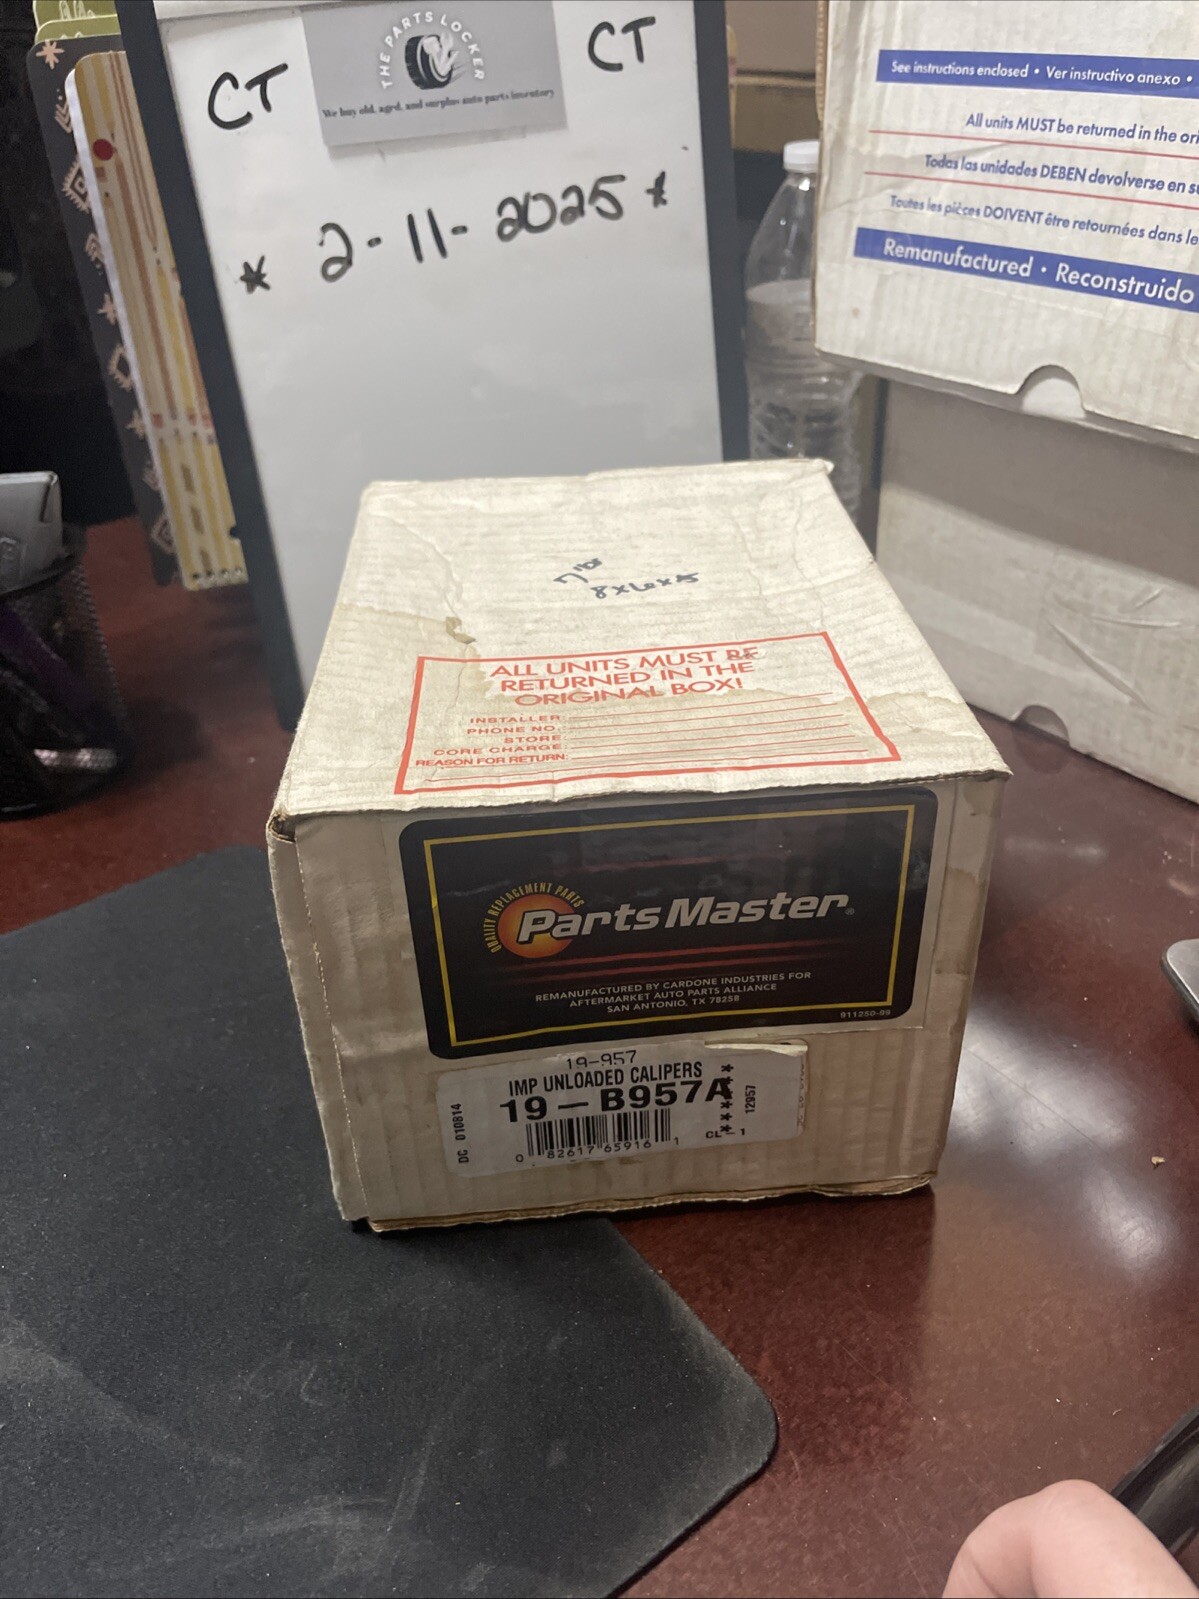 CT
THE PARTS LOCKER
We buy old, aged, and surplus auto parts inventory
CT
* 2-11-2025 *
See instructions enclosed • Ver instructivo anexo •
All units MUST be returned in the ori
Todas las unidades DEBEN devolverse en su
Toutes les pièces DOIVENT être retournées dans le
Remanufactured • Reconstruido
8x6x5
ALL UNITS MUST BE
RETURNED IN THE
ORIGINAL BOX!
INSTALLER
PHONE NO.
STORE
CORE CHARGE
REASON FOR RETURN:
QUALITY REPLACEMENT PARTS
Parts Master®
REMANUFACTURED BY CARDONE INDUSTRIES FOR
AFTERMARKET AUTO PARTS ALLIANCE
SAN ANTONIO, TX 78258
911250-99
19-957
IMP UNLOADED CALIPERS
19-B957A
DC 010814
0 82617 65916 1
CL-1
*****
12957